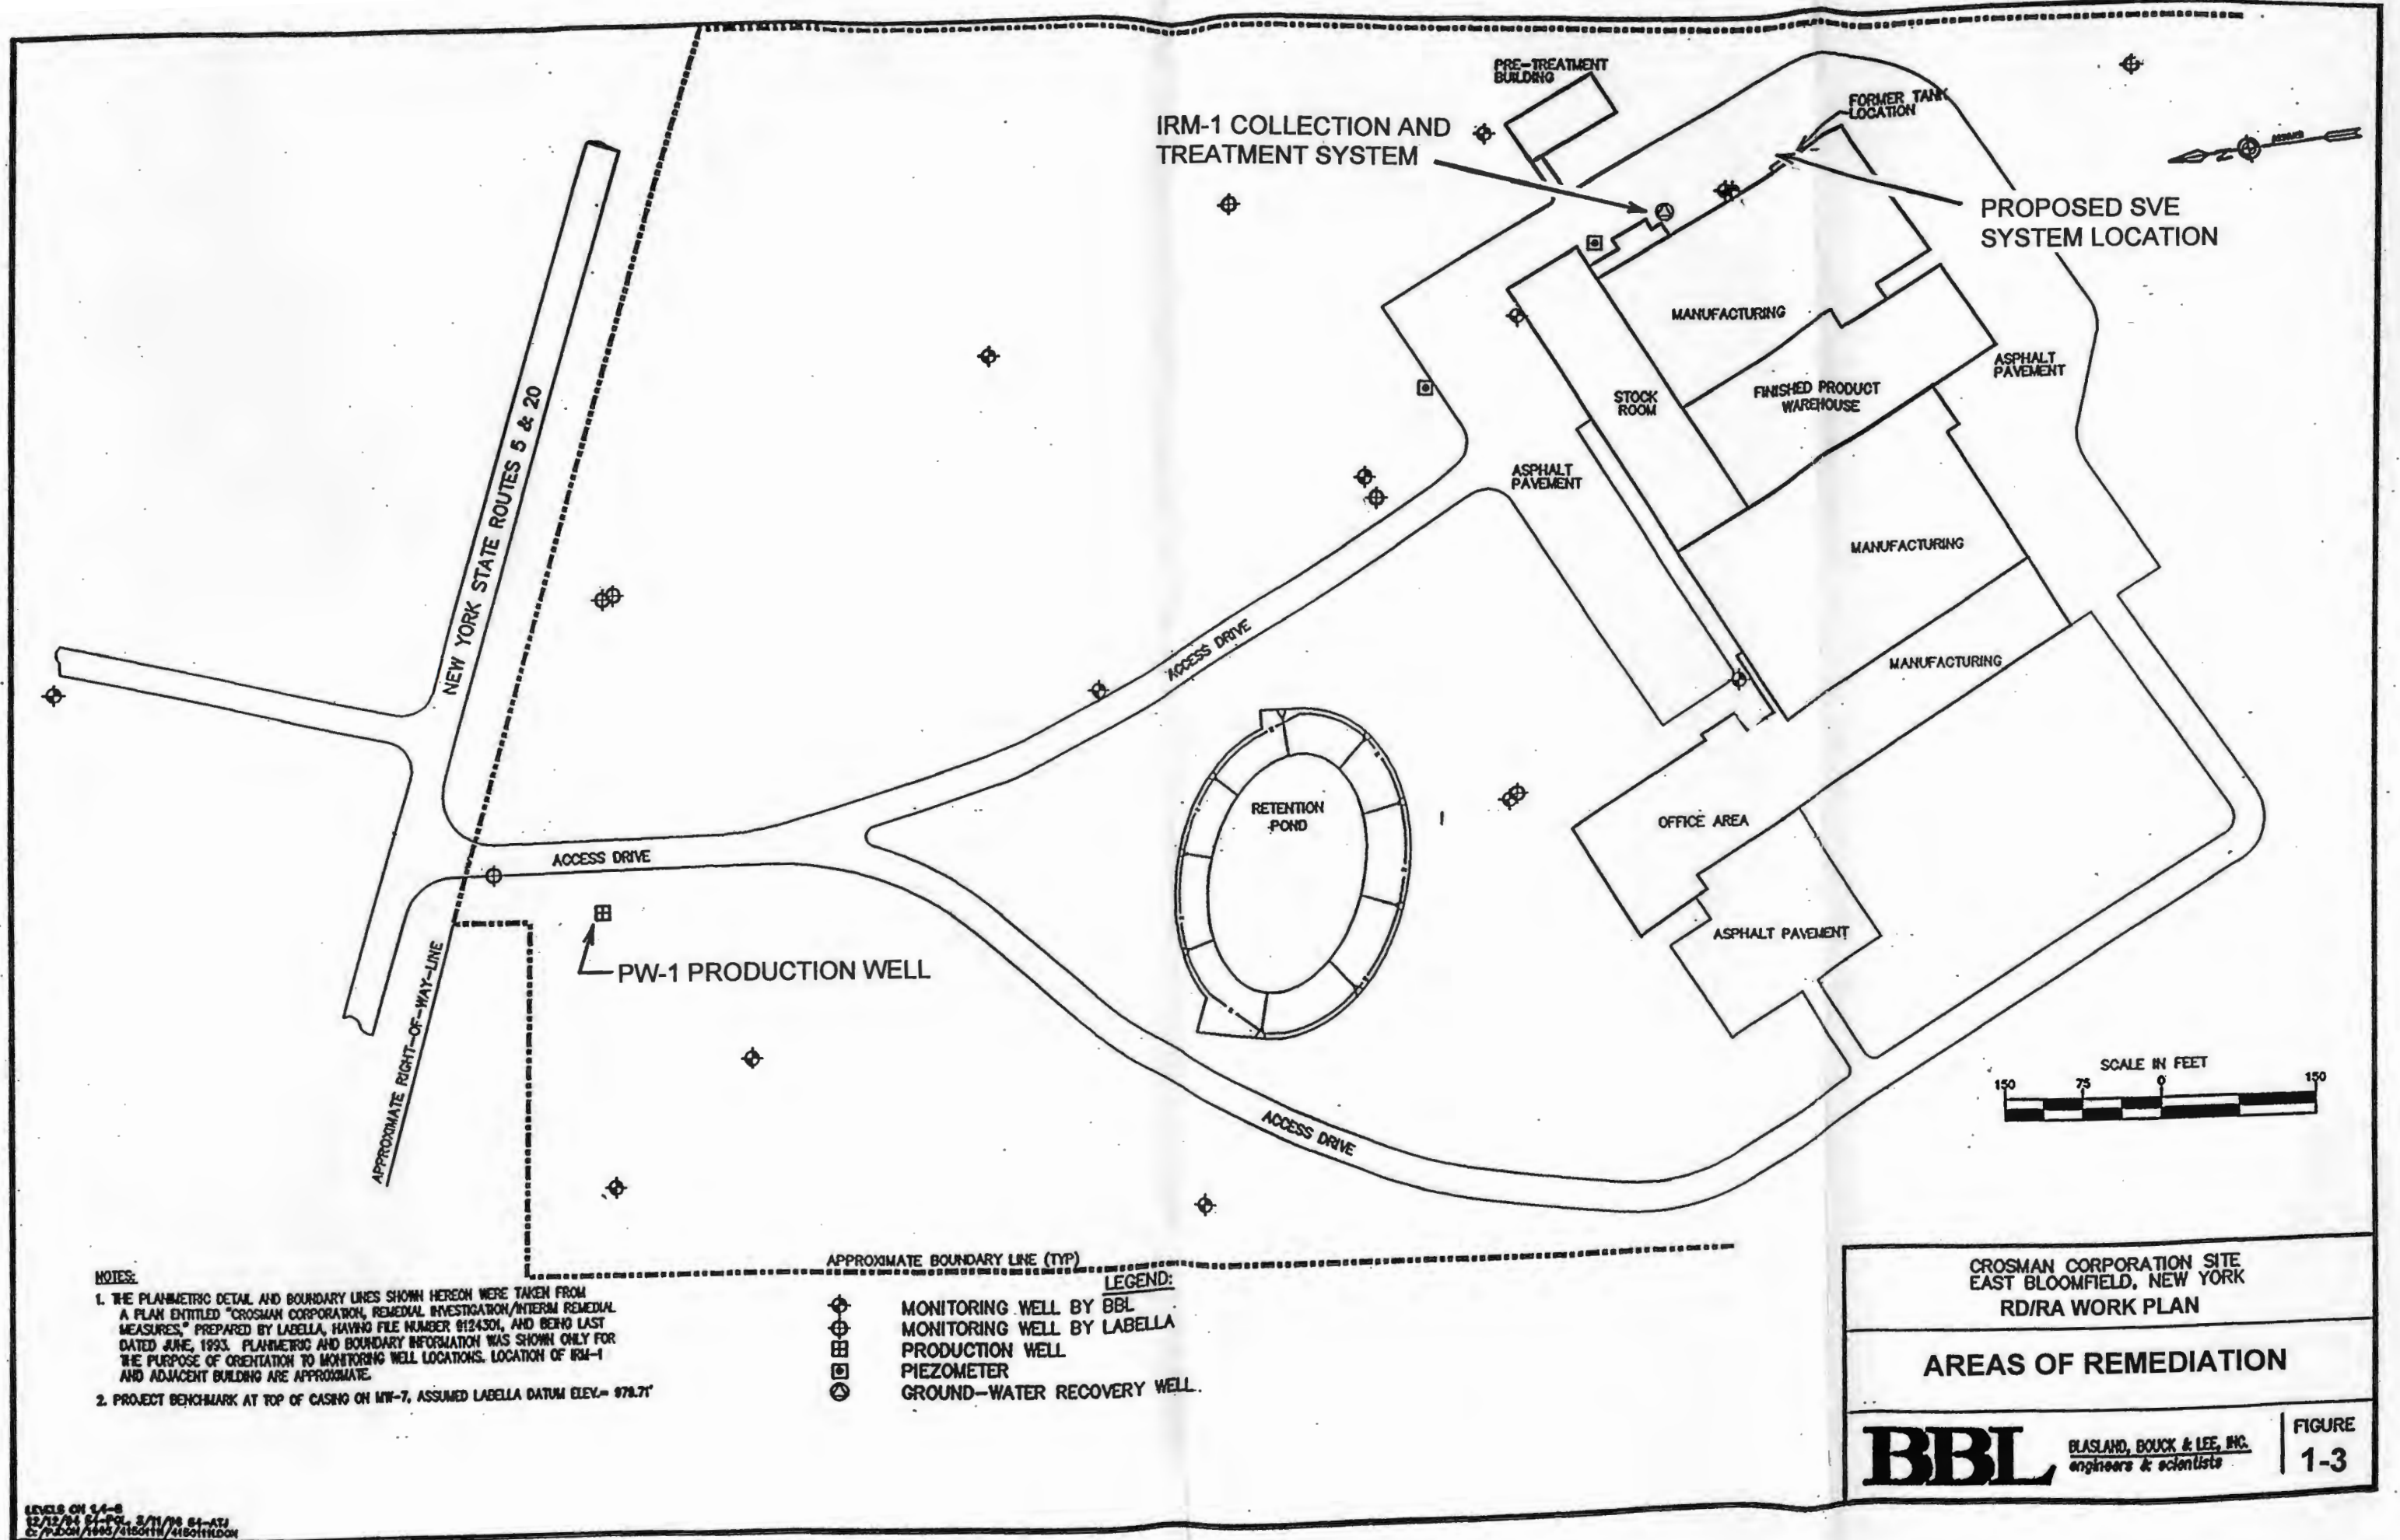 PRE-TREATMENT
BUILDING
IRM-1 COLLECTION AND
TREATMENT SYSTEM
FORMER TANK
LOCATION
N
PROPOSED SVE
SYSTEM LOCATION
MANUFACTURING
ASPHALT
PAVEMENT
FINISHED PRODUCT
WAREHOUSE
STOCK
ROOM
NEW YORK STATE ROUTES 5 & 20
ASPHALT
PAVEMENT
MANUFACTURING
ACCESS DRIVE
MANUFACTURING
RETENTION
POND
OFFICE AREA
ACCESS DRIVE
ASPHALT PAVEMENT
PW-1 PRODUCTION WELL
APPROXIMATE RIGHT-OF-WAY-LINE
SCALE IN FEET
150 75 0 150
ACCESS DRIVE
APPROXIMATE BOUNDARY LINE (TYP)
NOTES:
1. THE PLANIMETRIC DETAIL AND BOUNDARY LINES SHOWN HEREON WERE TAKEN FROM
A PLAN ENTITLED "CROSMAN CORPORATION, REMEDIAL INVESTIGATION/INTERIM REMEDIAL
MEASURES," PREPARED BY LABELLA, HAVING FILE NUMBER 9124301, AND BEING LAST
DATED JUNE, 1993. PLANIMETRIC AND BOUNDARY INFORMATION WAS SHOWN ONLY FOR
THE PURPOSE OF ORIENTATION TO MONITORING WELL LOCATIONS. LOCATION OF IRM-1
AND ADJACENT BUILDING ARE APPROXIMATE.
2. PROJECT BENCHMARK AT TOP OF CASING ON MW-7, ASSUMED LABELLA DATUM ELEV.= 979.71'
LEGEND:
MONITORING WELL BY BBL
MONITORING WELL BY LABELLA
PRODUCTION WELL
PIEZOMETER
GROUND-WATER RECOVERY WELL.
CROSMAN CORPORATION SITE
EAST BLOOMFIELD, NEW YORK
RD/RA WORK PLAN
AREAS OF REMEDIATION
BBL
BLASLAND, BOUCK & LEE, INC.
engineers & scientists
FIGURE
1-3